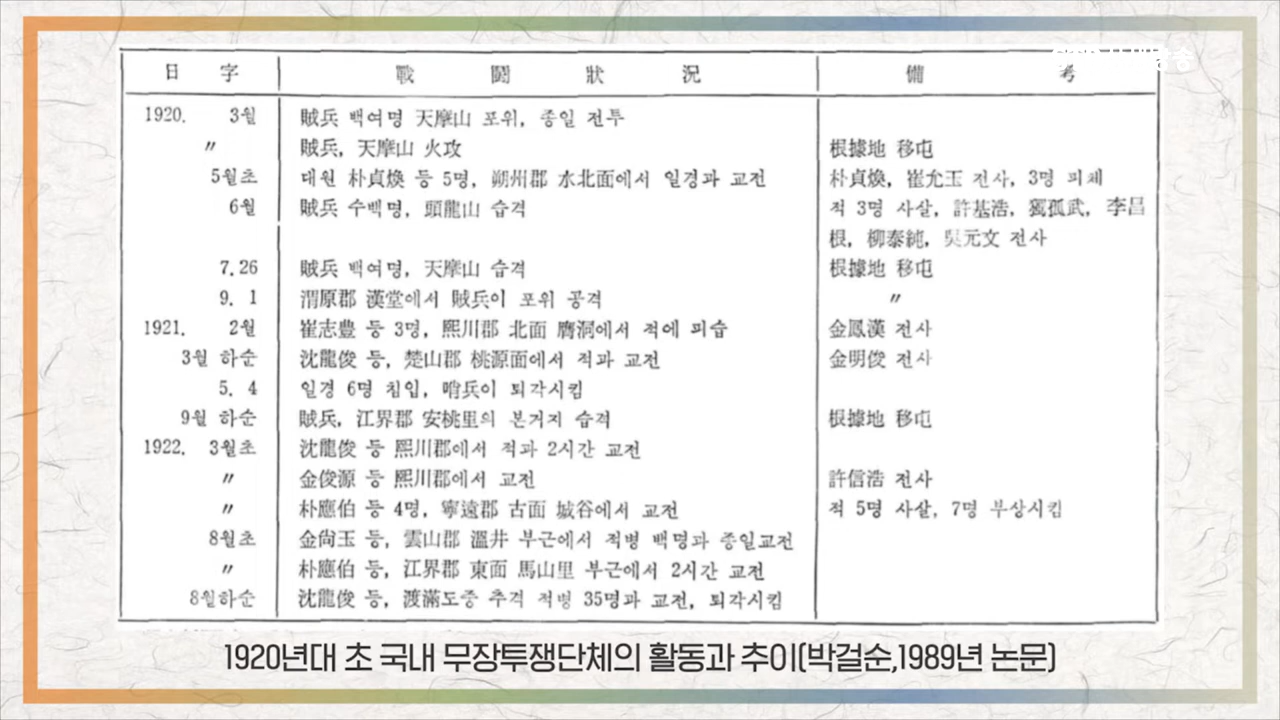 日 字 戰 鬪 狀 況 備 考
1920. 3월 賊兵 백여명 天摩山 포위, 종일 전투
〃 賊兵, 天摩山 火攻 根據地 移屯
5월초 대원 朴貞煥 등 5명, 朔州郡 水北面에서 일경과 교전 朴貞煥, 崔允玉 전사, 3명 피체
6월 賊兵 수백명, 頭龍山 습격 적 3명 사살, 許基浩, 獨孤武, 李昌
根, 柳泰純, 吳元文 전사
7.26 賊兵 백여명, 天摩山 습격 根據地 移屯
9. 1 渭原郡 漢堂에서 賊兵이 포위 공격 〃
1921. 2월 崔志豊 등 3명, 熙川郡 北面 膺洞에서 적에 피습 金鳳漢 전사
3월 하순 沈龍俊 등, 楚山郡 桃源面에서 적과 교전 金明俊 전사
5. 4 일경 6명 침입, 哨兵이 퇴각시킴
9월 하순 賊兵, 江界郡 安桃里의 본거지 습격 根據地 移屯
1922. 3월초 沈龍俊 등 熙川郡에서 적과 2시간 교전
〃 金俊源 등 熙川郡에서 교전 許信浩 전사
〃 朴應伯 등 4명, 寧遠郡 古面 城谷에서 교전 적 5명 사살, 7명 부상시킴
8월초 金尙玉 등, 雲山郡 溫井 부근에서 적병 백명과 종일교전
〃 朴應伯 등, 江界郡 東面 馬山里 부근에서 2시간 교전
8월하순 沈龍俊 등, 渡滿도중 추격 적병 35명과 교전, 퇴각시킴
1920년대 초 국내 무장투쟁단체의 활동과 추이(박걸순,1989년 논문)